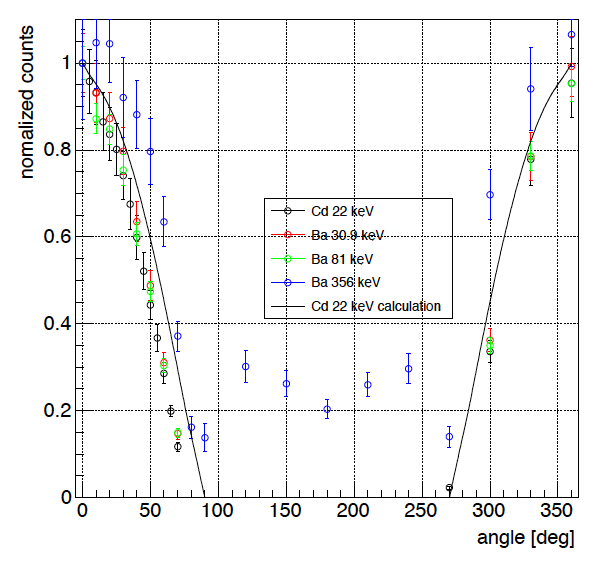 nomalized counts
1
0.8
0.6
0.4
0.2
0
Cd 22 keV
Ba 30.9 keV
Ba 81 keV
Ba 356 keV
Cd 22 keV calculation
0 50 100 150 200 250 300 350
angle [deg]